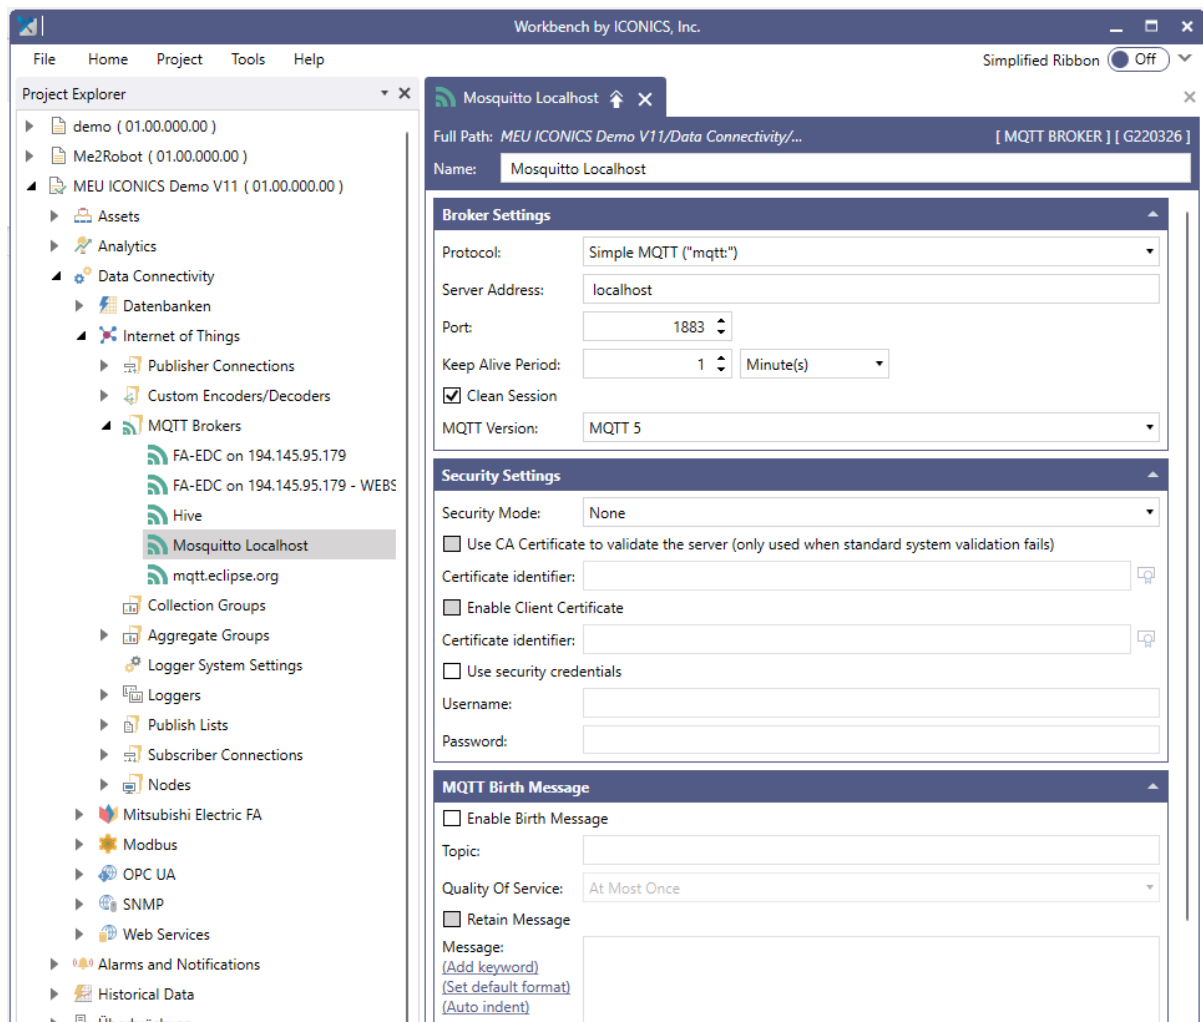 Workbench by ICONICS, Inc.
File Home Project Tools Help
Simplified Ribbon Off
Project Explorer
demo ( 01.00.000.00 )
Me2Robot ( 01.00.000.00 )
MEU ICONICS Demo V11 ( 01.00.000.00 )
Assets
Analytics
Data Connectivity
Datenbanken
Internet of Things
Publisher Connections
Custom Encoders/Decoders
MQTT Brokers
FA-EDC on 194.145.95.179
FA-EDC on 194.145.95.179 - WEBS
Hive
Mosquitto Localhost
mqtt.eclipse.org
Collection Groups
Aggregate Groups
Logger System Settings
Loggers
Publish Lists
Subscriber Connections
Nodes
Mitsubishi Electric FA
Modbus
OPC UA
SNMP
Web Services
Alarms and Notifications
Historical Data
Mosquitto Localhost
Full Path: MEU ICONICS Demo V11/Data Connectivity/... [ MQTT BROKER ] [ G220326 ]
Name: Mosquitto Localhost
Broker Settings
Protocol: Simple MQTT ("mqtt:")
Server Address: localhost
Port: 1883
Keep Alive Period: 1 Minute(s)
Clean Session
MQTT Version: MQTT 5
Security Settings
Security Mode: None
Use CA Certificate to validate the server (only used when standard system validation fails)
Certificate identifier:
Enable Client Certificate
Certificate identifier:
Use security credentials
Username:
Password:
MQTT Birth Message
Enable Birth Message
Topic:
Quality Of Service: At Most Once
Retain Message
Message:
(Add keyword)
(Set default format)
(Auto indent)